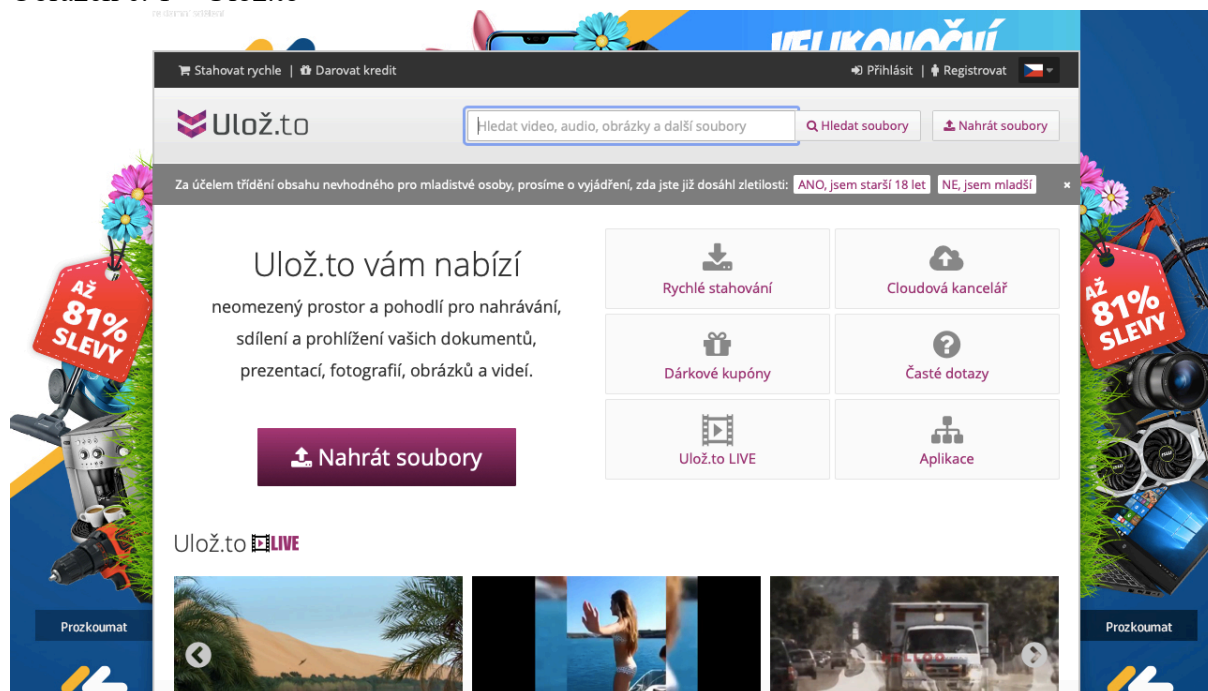 VELIKONOČNÍ
Stahovat rychle | Darovat kredit
Přihlásit | Registrovat
Ulož.to
Hledat video, audio, obrázky a další soubory
Hledat soubory
Nahrát soubory
Za účelem třídění obsahu nevhodného pro mladistvé osoby, prosíme o vyjádření, zda jste již dosáhl zletilosti: ANO, jsem starší 18 let NE, jsem mladší ×
Ulož.to vám nabízí
neomezený prostor a pohodlí pro nahrávání,
sdílení a prohlížení vašich dokumentů,
prezentací, fotografií, obrázků a videí.
Nahrát soubory
Rychlé stahování
Cloudová kancelář
Dárkové kupóny
Časté dotazy
Ulož.to LIVE
Aplikace
AŽ
81%
SLEVY
AŽ
81%
SLEVY
Ulož.to LIVE
Prozkoumat
Prozkoumat